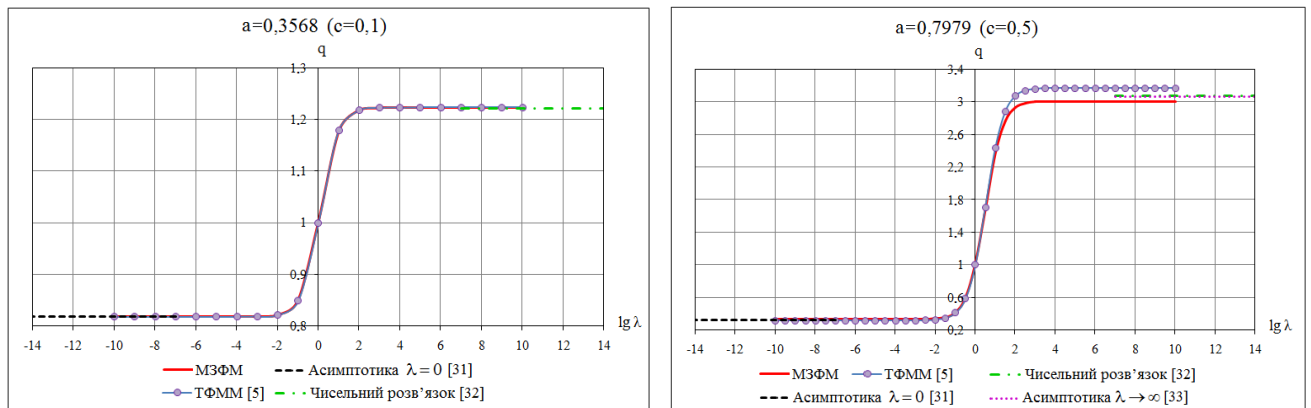 a=0,3568 (c=0,1)
q
1,3
1,2
1,1
1
0,9
0,8
lg λ
-14 -12 -10 -8 -6 -4 -2 0 2 4 6 8 10 12 14
МЗФМ
Асимптотика λ = 0 [31]
ТФММ [5]
Чисельний розв’язок [32]
a=0,7979 (c=0,5)
q
3,4
3
2,6
2,2
1,8
1,4
1
0,6
0,2
lg λ
-14 -12 -10 -8 -6 -4 -2 0 2 4 6 8 10 12 14
МЗФМ
ТФММ [5]
Чисельний розв’язок [32]
Асимптотика λ = 0 [31]
Асимптотика λ → ∞ [33]